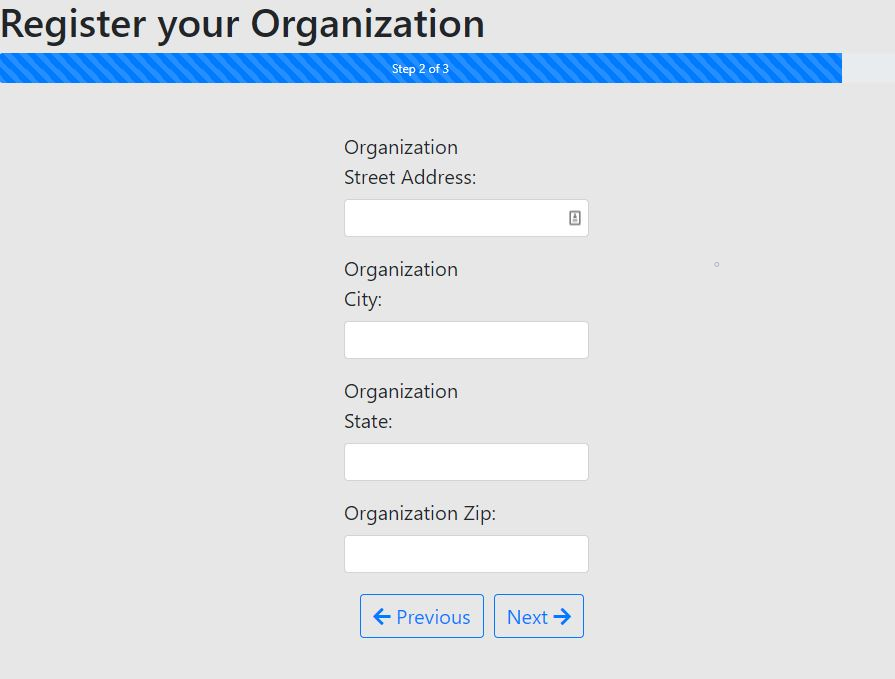 Register your Organization
Step 2 of 3
Organization
Street Address:
Organization
City:
Organization
State:
Organization Zip:
Previous
Next